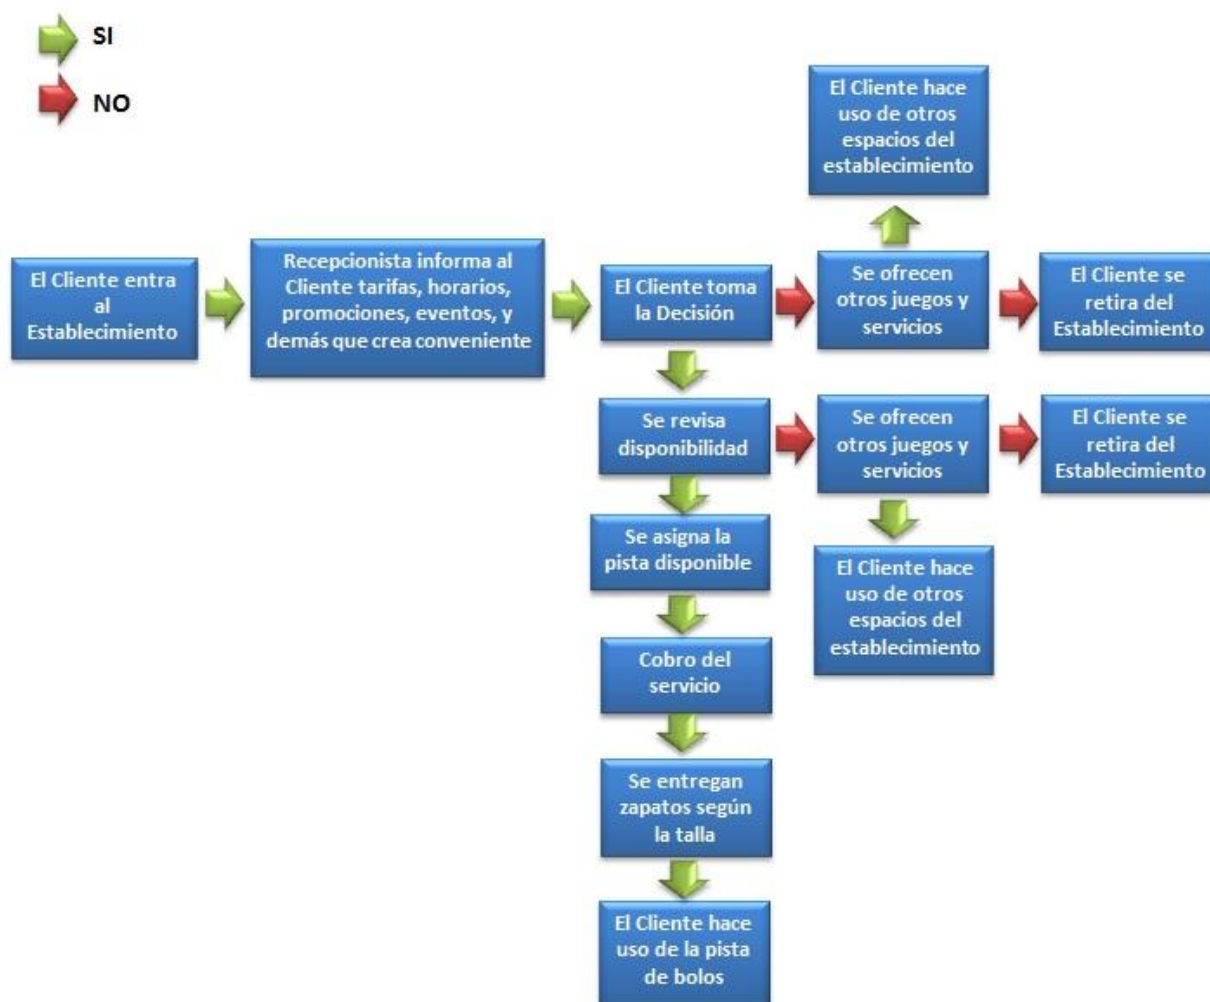 SI
NO
El Cliente hace
uso de otros
espacios del
establecimiento
El Cliente entra
al
Establecimiento
Recepcionista informa al
Cliente tarifas, horarios,
promociones, eventos, y
demás que crea conveniente
El Cliente toma
la Decisión
Se ofrecen
otros juegos y
servicios
El Cliente se
retira del
Establecimiento
Se revisa
disponibilidad
Se ofrecen
otros juegos y
servicios
El Cliente se
retira del
Establecimiento
Se asigna la
pista disponible
El Cliente hace
uso de otros
espacios del
establecimiento
Cobro del
servicio
Se entregan
zapatos según
la talla
El Cliente hace
uso de la pista
de bolos